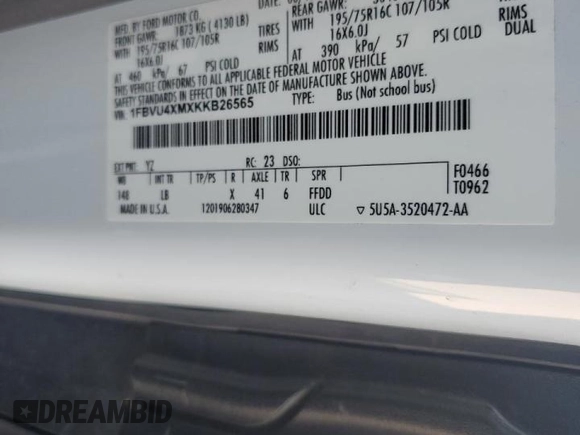 MFD. BY FORD MOTOR CO.
FRONT GAWR: 1873 KG ( 4130 LB)
WITH 195/75R16C 107/105R TIRES
16X6.0J RIMS
AT 460 kPa/ 67 PSI COLD
REAR GAWR:
WITH 195/75R16C 107/105R
16X6.0J RIMS
AT 390 kPa/ 57 PSI COLD DUAL
THIS VEHICLE CONFORMS TO ALL APPLICABLE FEDERAL MOTOR VEHICLE
SAFETY STANDARDS IN EFFECT ON THE DATE OF MANUFACTURE SHOWN ABOVE.
VIN: 1FBVU4XMXKKB26565 TYPE: Bus (Not school bus)
EXT PNT: YZ RC: 23 DSO:
WB INT TR TP/PS R AXLE TR SPR F0466
148 LB X 41 6 FFDD T0962
MADE IN U.S.A. 1201906280347 ULC ▽ 5U5A-3520472-AA
DREAMBID